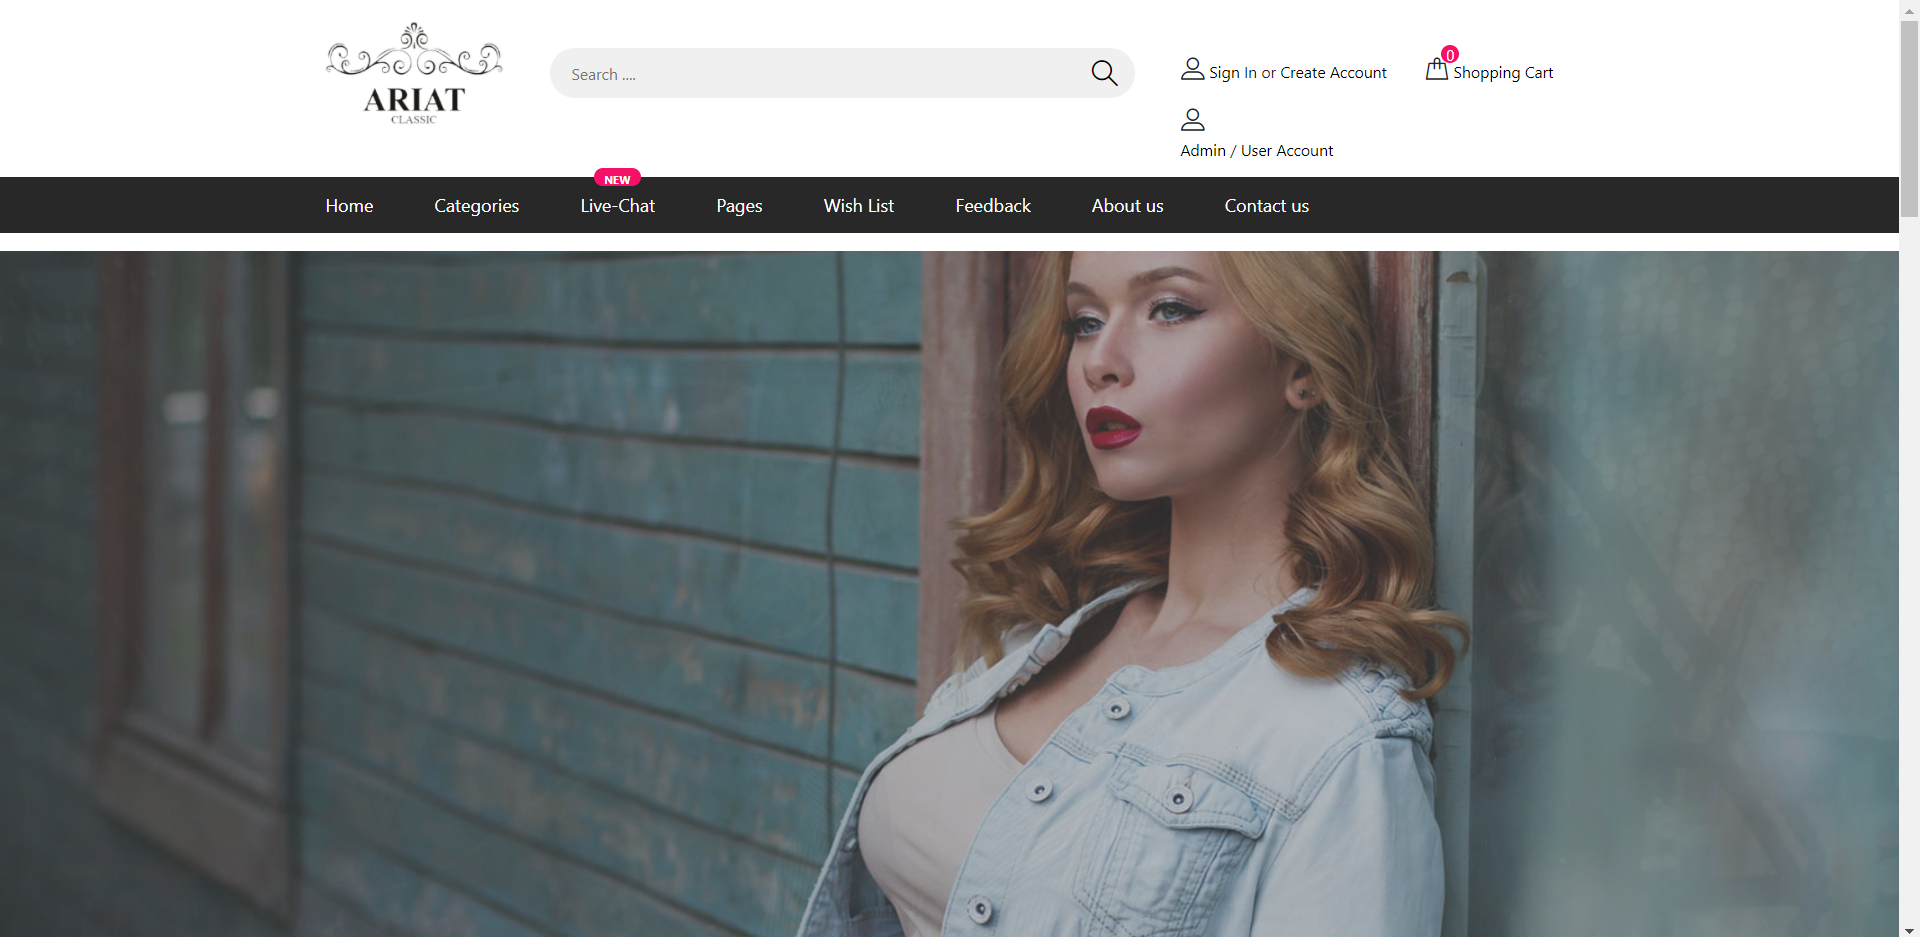 ARIAT
CLASSIC
Search ....
Sign In or Create Account
0
Shopping Cart
Admin / User Account
NEW
Home
Categories
Live-Chat
Pages
Wish List
Feedback
About us
Contact us